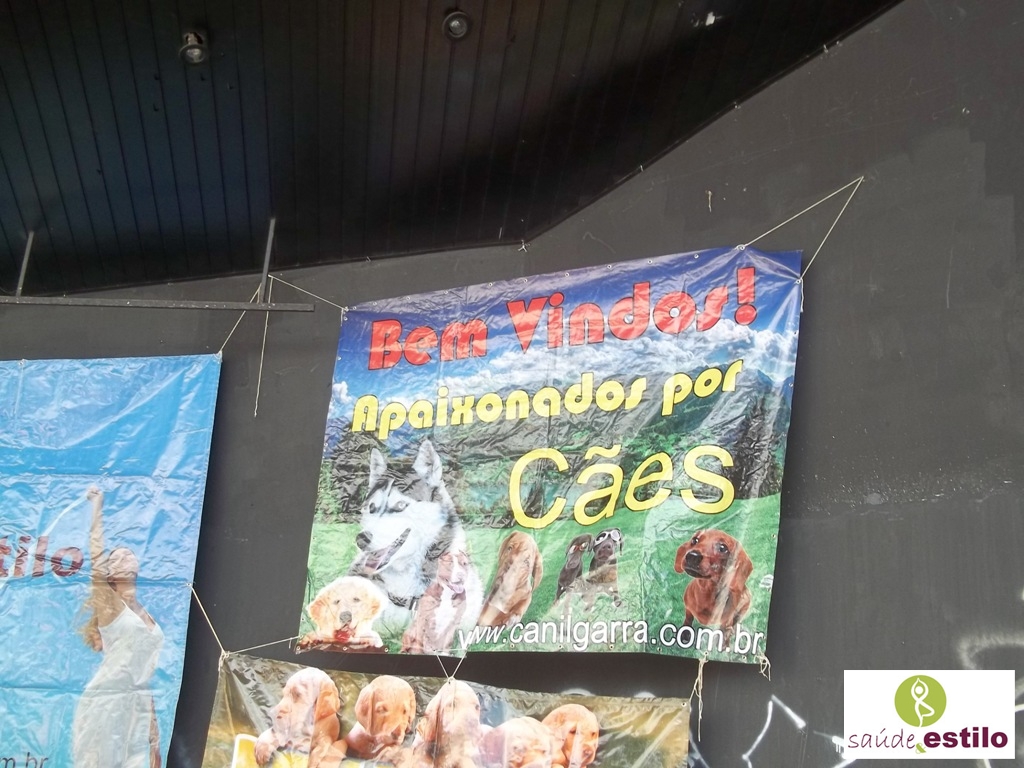 Bem Vindos!
Apaixonados por
Cães
www.canilgarra.com.br
saúde & estilo